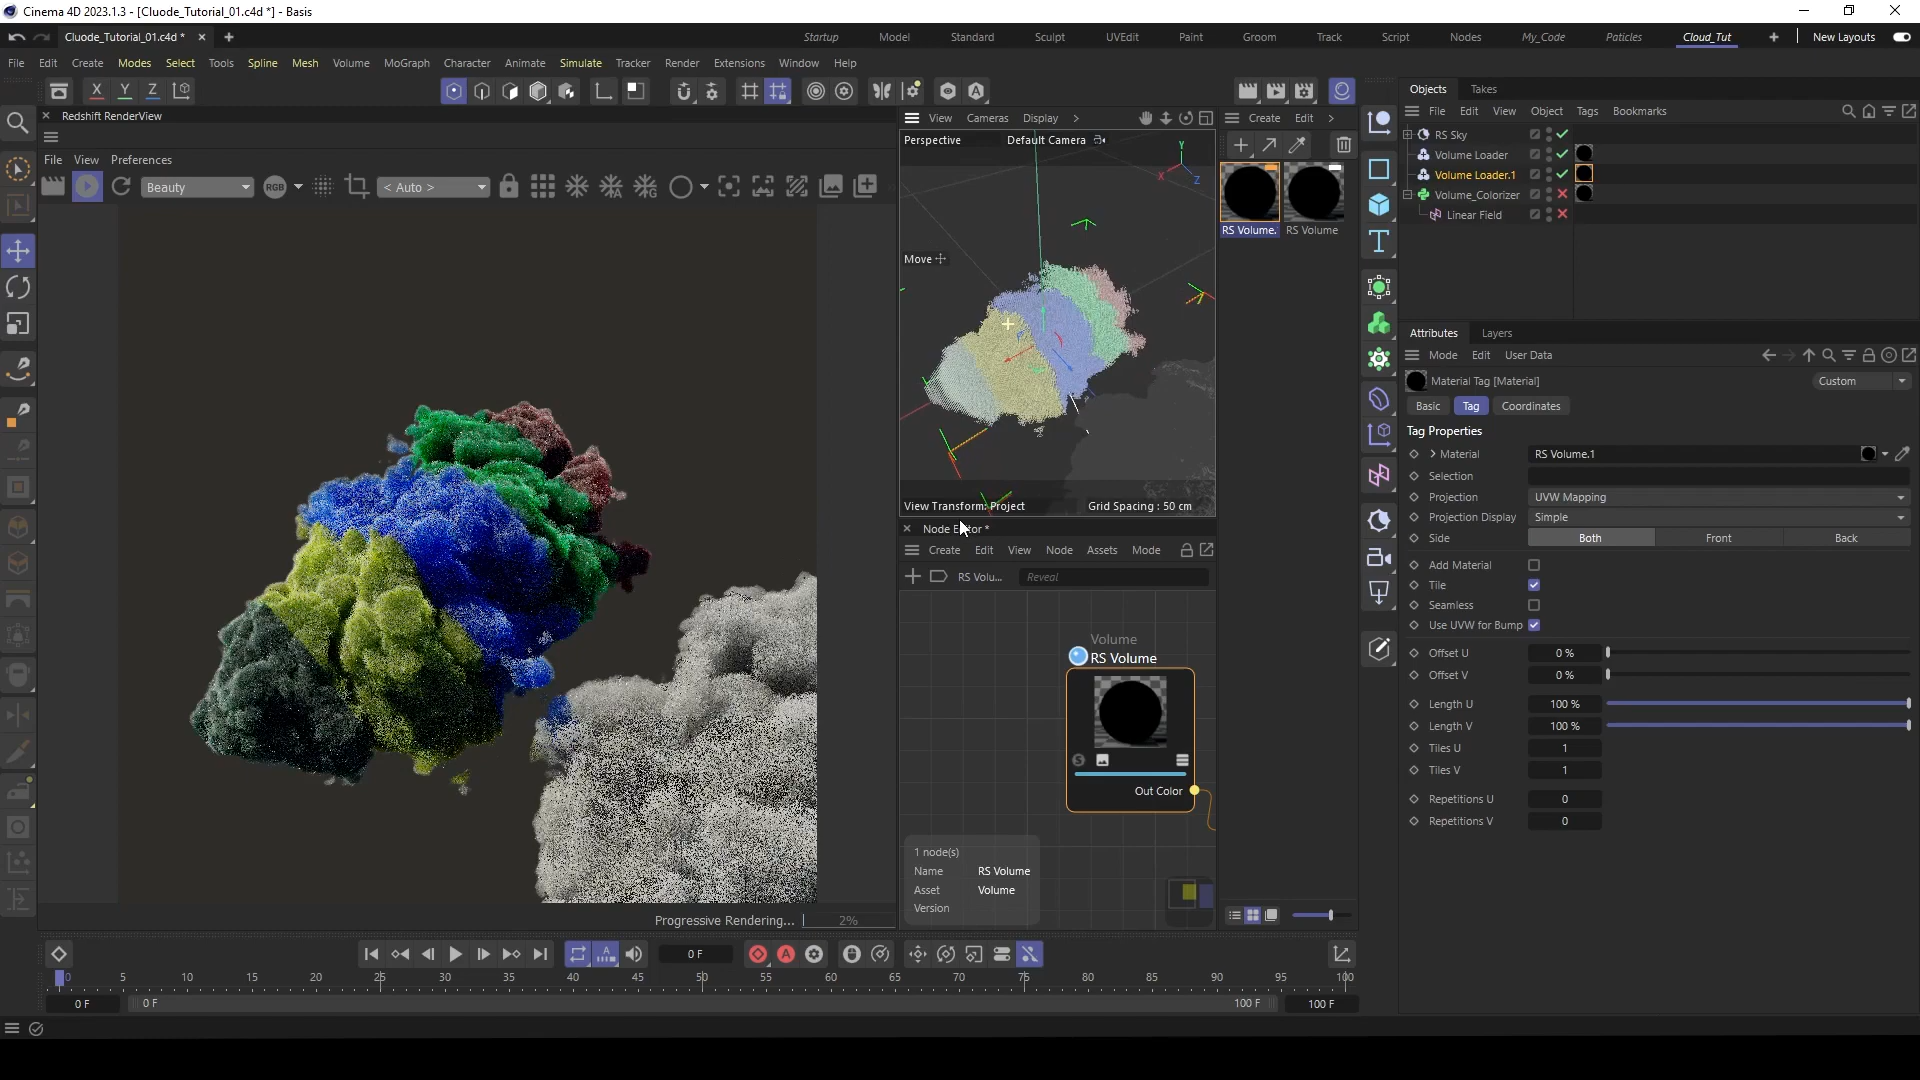 Cinema 4D 2023.1.3 - [Cluode_Tutorial_01.c4d *] - Basis
Cluode_Tutorial_01.c4d *
Startup Model Standard Sculpt UVEdit Paint Groom Track Script Nodes My_Code Paticles Cloud_Tut New Layouts
File Edit Create Modes Select Tools Spline Mesh Volume MoGraph Character Animate Simulate Tracker Render Extensions Window Help
X Y Z
Redshift RenderView
File View Preferences
Beauty RGB < Auto >
Progressive Rendering... 2%
View Cameras Display
Perspective Default Camera
Y X Z
Move
View Transform: Project Grid Spacing : 50 cm
Node Editor *
Create Edit View Node Assets Mode
RS Volu... Reveal
Volume
RS Volume
Out Color
1 node(s)
Name RS Volume
Asset Volume
Version
Create Edit
RS Volume. RS Volume
Objects Takes
File Edit View Object Tags Bookmarks
RS Sky
Volume Loader
Volume Loader.1
Volume_Colorizer
Linear Field
Attributes Layers
Mode Edit User Data
Material Tag [Material] Custom
Basic Tag Coordinates
Tag Properties
Material RS Volume.1
Selection
Projection UVW Mapping
Projection Display Simple
Side Both Front Back
Add Material
Tile
Seamless
Use UVW for Bump
Offset U 0 %
Offset V 0 %
Length U 100 %
Length V 100 %
Tiles U 1
Tiles V 1
Repetitions U 0
Repetitions V 0
0 F
0 5 10 15 20 25 30 35 40 45 50 55 60 65 70 75 80 85 90 95 100
0 F 0 F 100 F 100 F